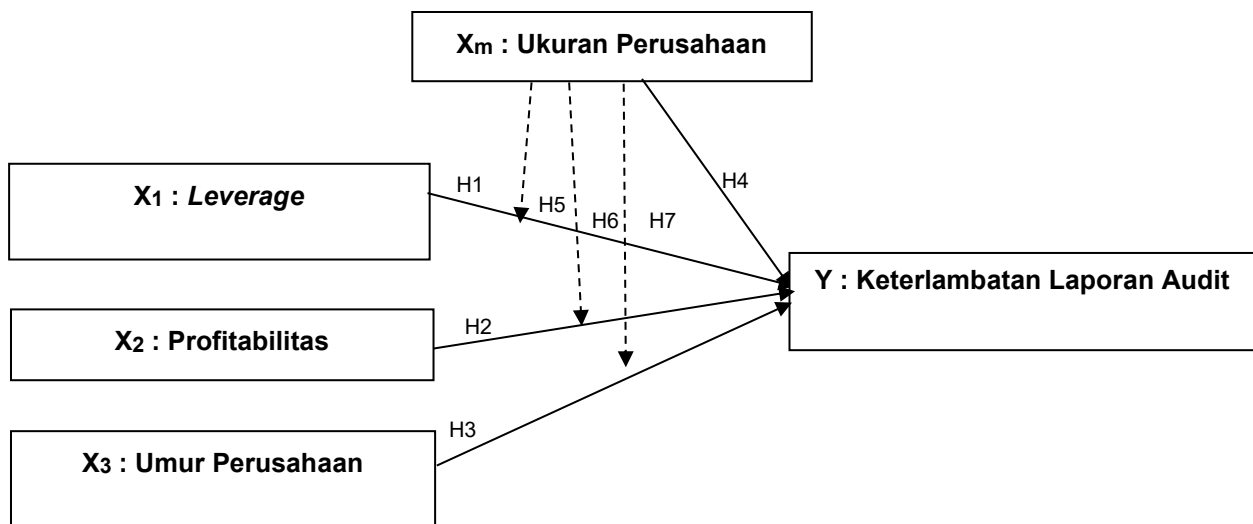 Xm : Ukuran Perusahaan
X1 : Leverage
H1
H5
H6
H7
H4
Y : Keterlambatan Laporan Audit
X2 : Profitabilitas
H2
X3 : Umur Perusahaan
H3